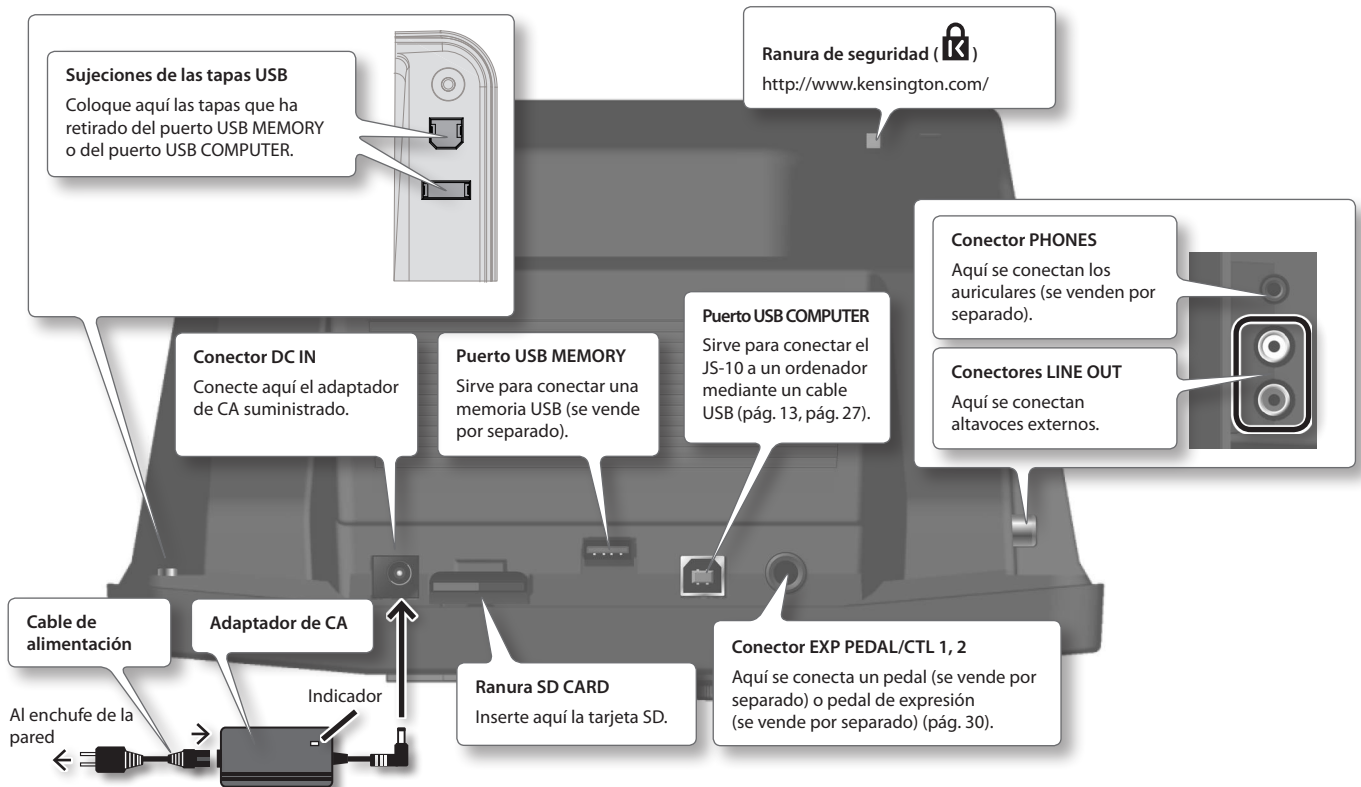 Sujeciones de las tapas USB
Coloque aquí las tapas que ha
retirado del puerto USB MEMORY
o del puerto USB COMPUTER.
Ranura de seguridad ( K )
http://www.kensington.com/
Conector PHONES
Aquí se conectan los
auriculares (se venden por
separado).
Conectores LINE OUT
Aquí se conectan
altavoces externos.
Conector DC IN
Conecte aquí el adaptador
de CA suministrado.
Puerto USB MEMORY
Sirve para conectar una
memoria USB (se vende
por separado).
Puerto USB COMPUTER
Sirve para conectar el
JS-10 a un ordenador
mediante un cable
USB (pág. 13, pág. 27).
Cable de
alimentación
Adaptador de CA
Indicador
Al enchufe de la
pared
Ranura SD CARD
Inserte aquí la tarjeta SD.
Conector EXP PEDAL/CTL 1, 2
Aquí se conecta un pedal (se vende por
separado) o pedal de expresión
(se vende por separado) (pág. 30).